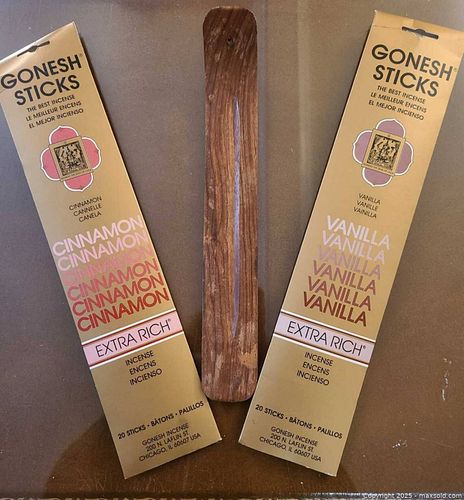 GONESH®
STICKS
THE BEST INCENSE
LE MEILLEUR ENCENS
EL MEJOR INCIENSO
CINNAMON
CANNELLE
CANELA
CINNAMON
CINNAMON
CINNAMON
CINNAMON
CINNAMON
CINNAMON
EXTRA RICH®
INCENSE
ENCENS
INCIENSO
20 STICKS • BÂTONS • PALILLOS
GONESH INCENSE
200 N. LAFLIN ST
CHICAGO, IL 60607 USA
GONESH®
STICKS
THE BEST INCENSE
LE MEILLEUR ENCENS
EL MEJOR INCIENSO
VANILLA
VANILLE
VAINILLA
VANILLA
VANILLA
VANILLA
VANILLA
VANILLA
VANILLA
EXTRA RICH®
INCENSE
ENCENS
INCIENSO
20 STICKS • BÂTONS • PALILLOS
GONESH INCENSE
200 N. LAFLIN ST
CHICAGO, IL 60607 USA
Copyright 2025 - maxsold.com